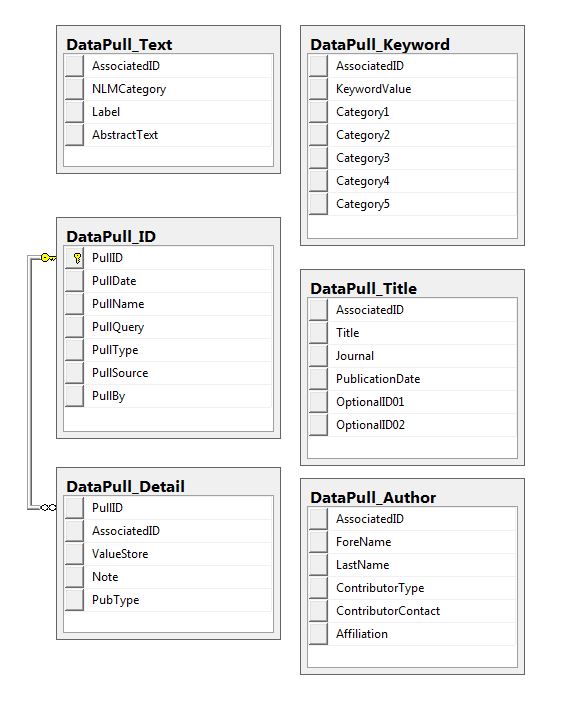 DataPull_Text
AssociatedID
NLMCategory
Label
AbstractText
DataPull_ID
PullID
PullDate
PullName
PullQuery
PullType
PullSource
PullBy
DataPull_Detail
PullID
AssociatedID
ValueStore
Note
PubType
DataPull_Keyword
AssociatedID
KeywordValue
Category1
Category2
Category3
Category4
Category5
DataPull_Title
AssociatedID
Title
Journal
PublicationDate
OptionalID01
OptionalID02
DataPull_Author
AssociatedID
ForeName
LastName
ContributorType
ContributorContact
Affiliation